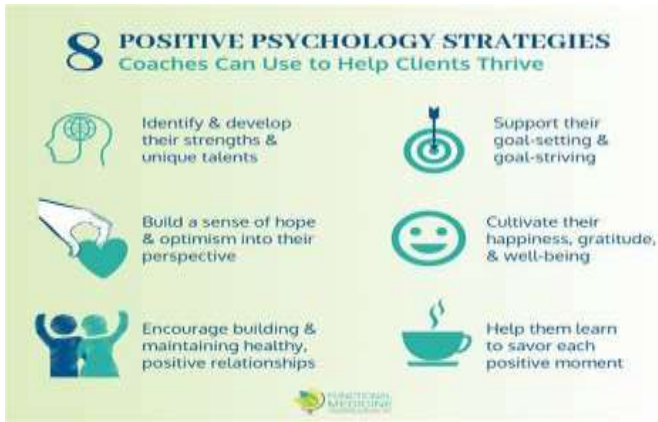 8 POSITIVE PSYCHOLOGY STRATEGIES
Coaches Can Use to Help Clients Thrive
Identify & develop
their strengths &
unique talents
Support their
goal-setting &
goal-striving
Build a sense of hope
& optimism into their
perspective
Cultivate their
happiness, gratitude,
& well-being
Encourage building &
maintaining healthy,
positive relationships
Help them learn
to savor each
positive moment
FUNCTIONAL
MEDICINE